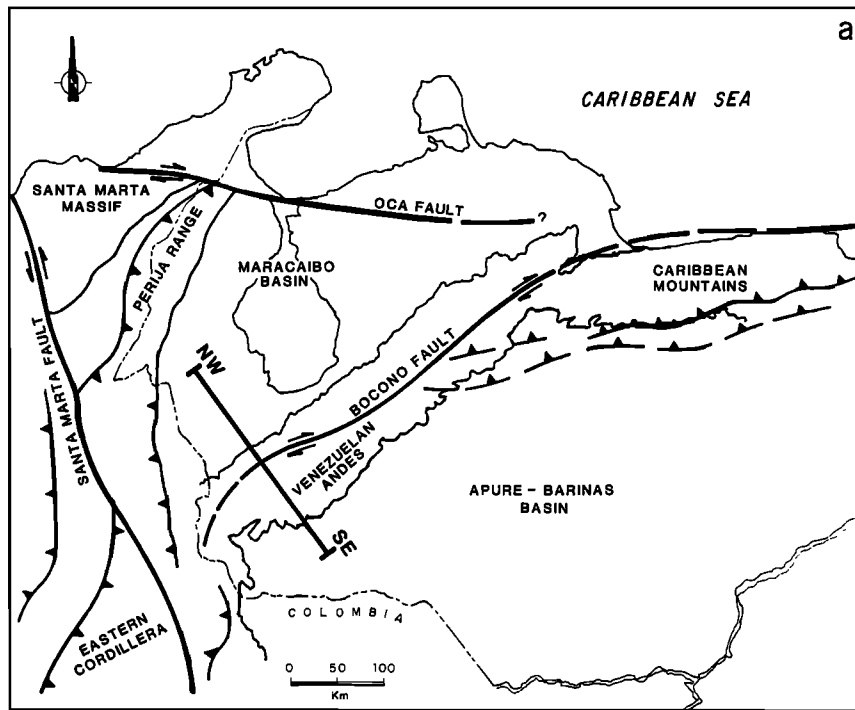 a
CARIBBEAN SEA
SANTA MARTA
MASSIF
OCA FAULT
?
PERIJA RANGE
MARACAIBO
BASIN
CARIBBEAN
MOUNTAINS
SANTA MARTA FAULT
NW
BOCONO FAULT
VENEZUELAN
ANDES
APURE - BARINAS
BASIN
SE
COLOMBIA
EASTERN
CORDILLERA
0 50 100
Km